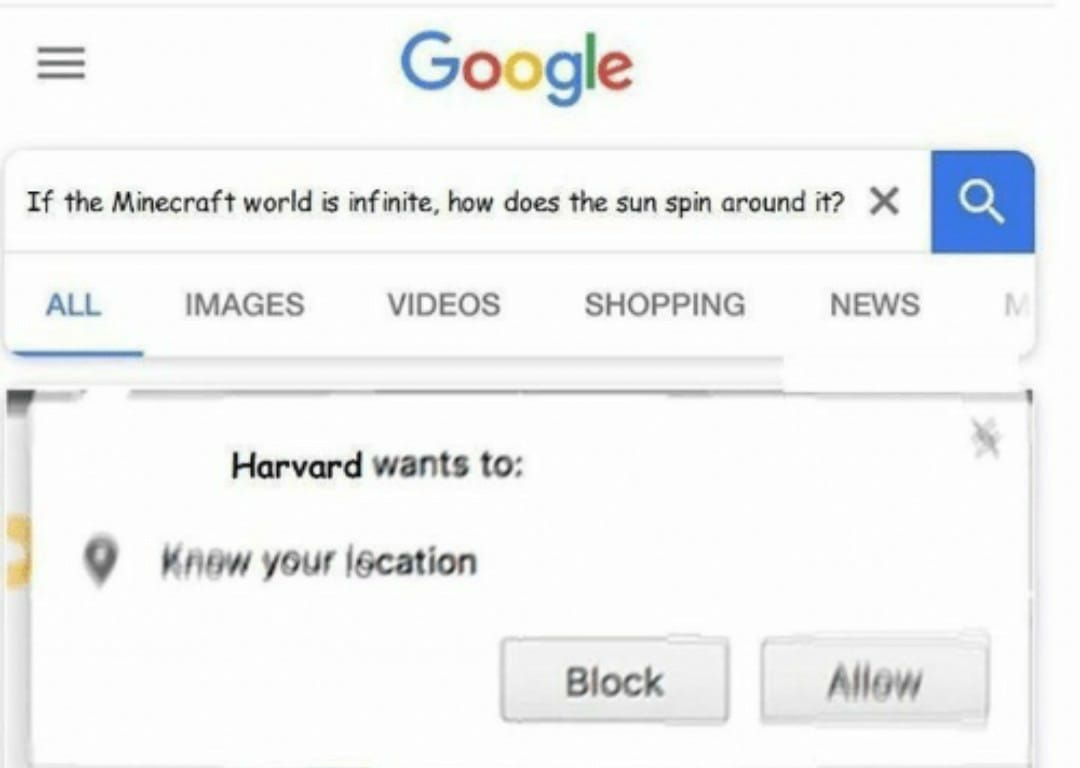 Google
If the Minecraft world is infinite, how does the sun spin around it?
ALL IMAGES VIDEOS SHOPPING NEWS M
Harvard wants to:
Know your location
Block Allow